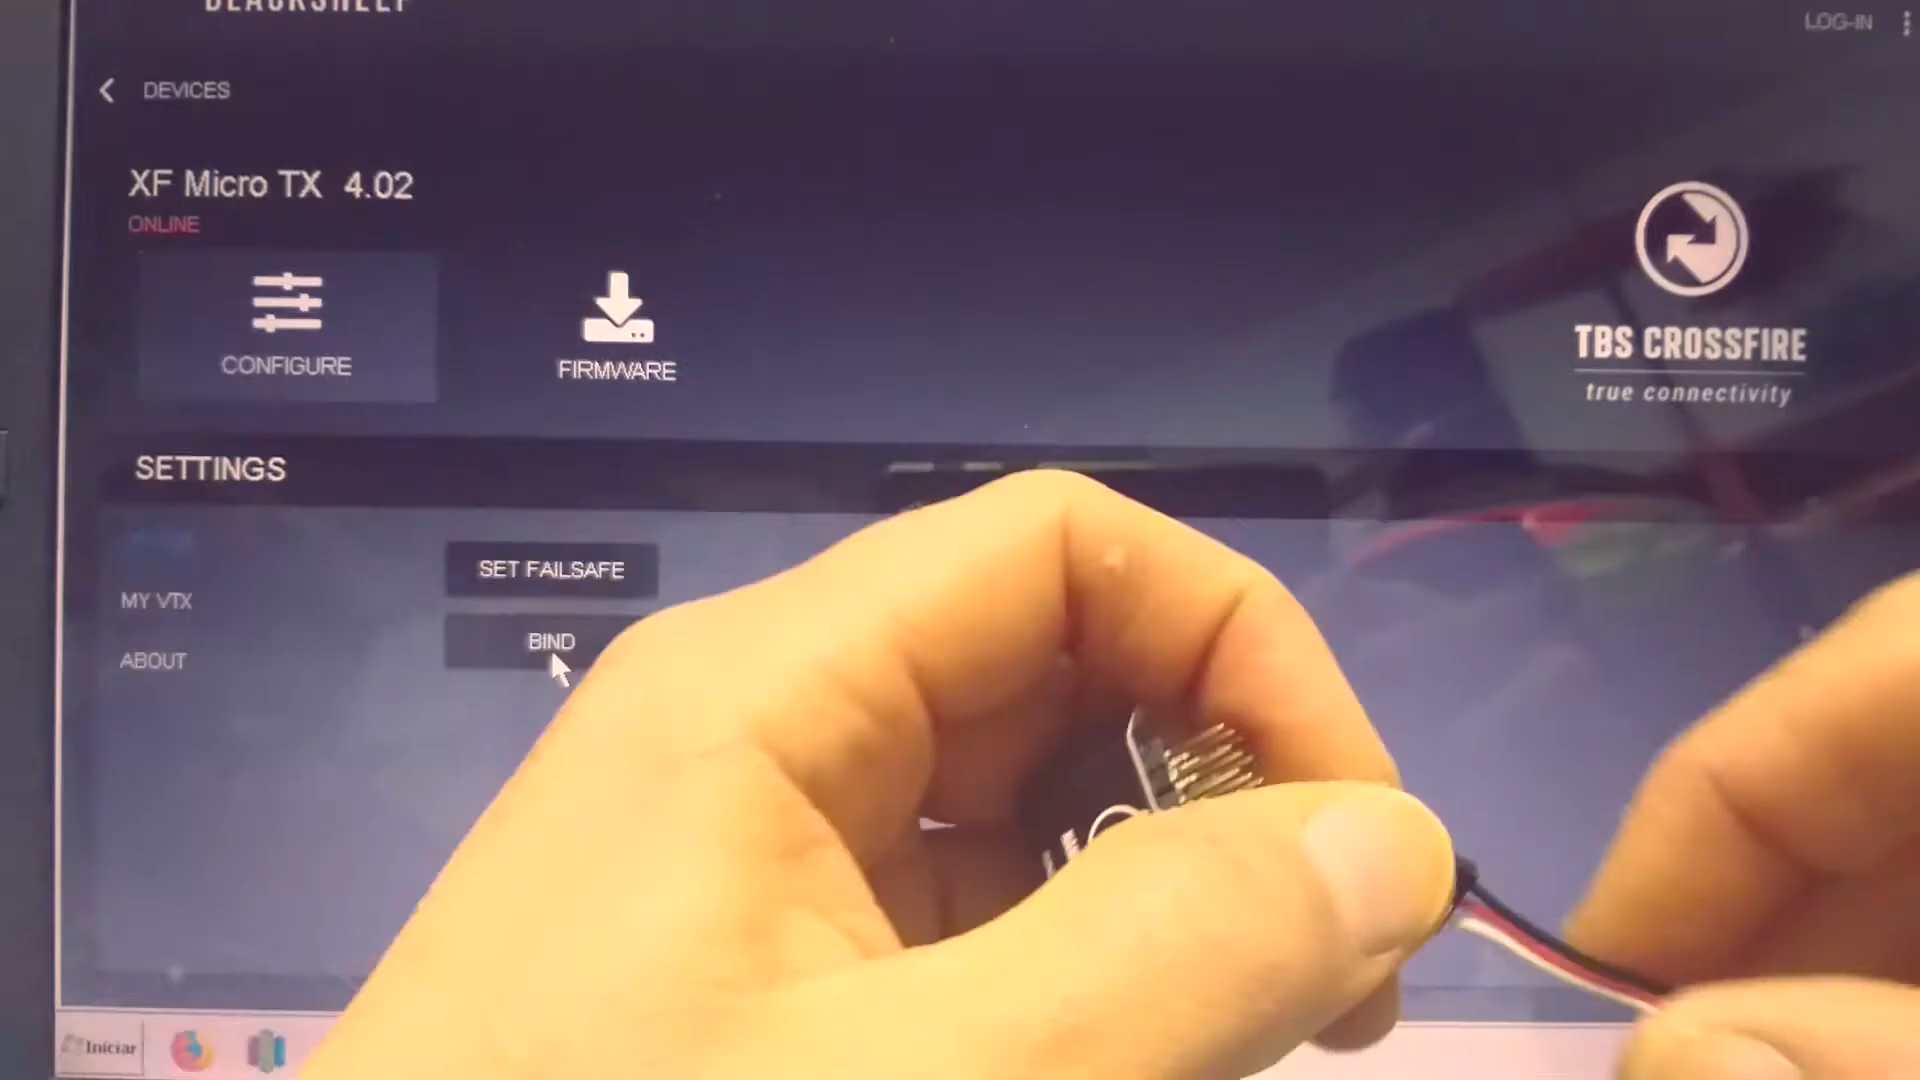 LOG-IN
DEVICES
XF Micro TX 4.02
ONLINE
CONFIGURE
FIRMWARE
TBS CROSSFIRE
true connectivity
SETTINGS
SET FAILSAFE
MY VTX
BIND
ABOUT
Iniciar